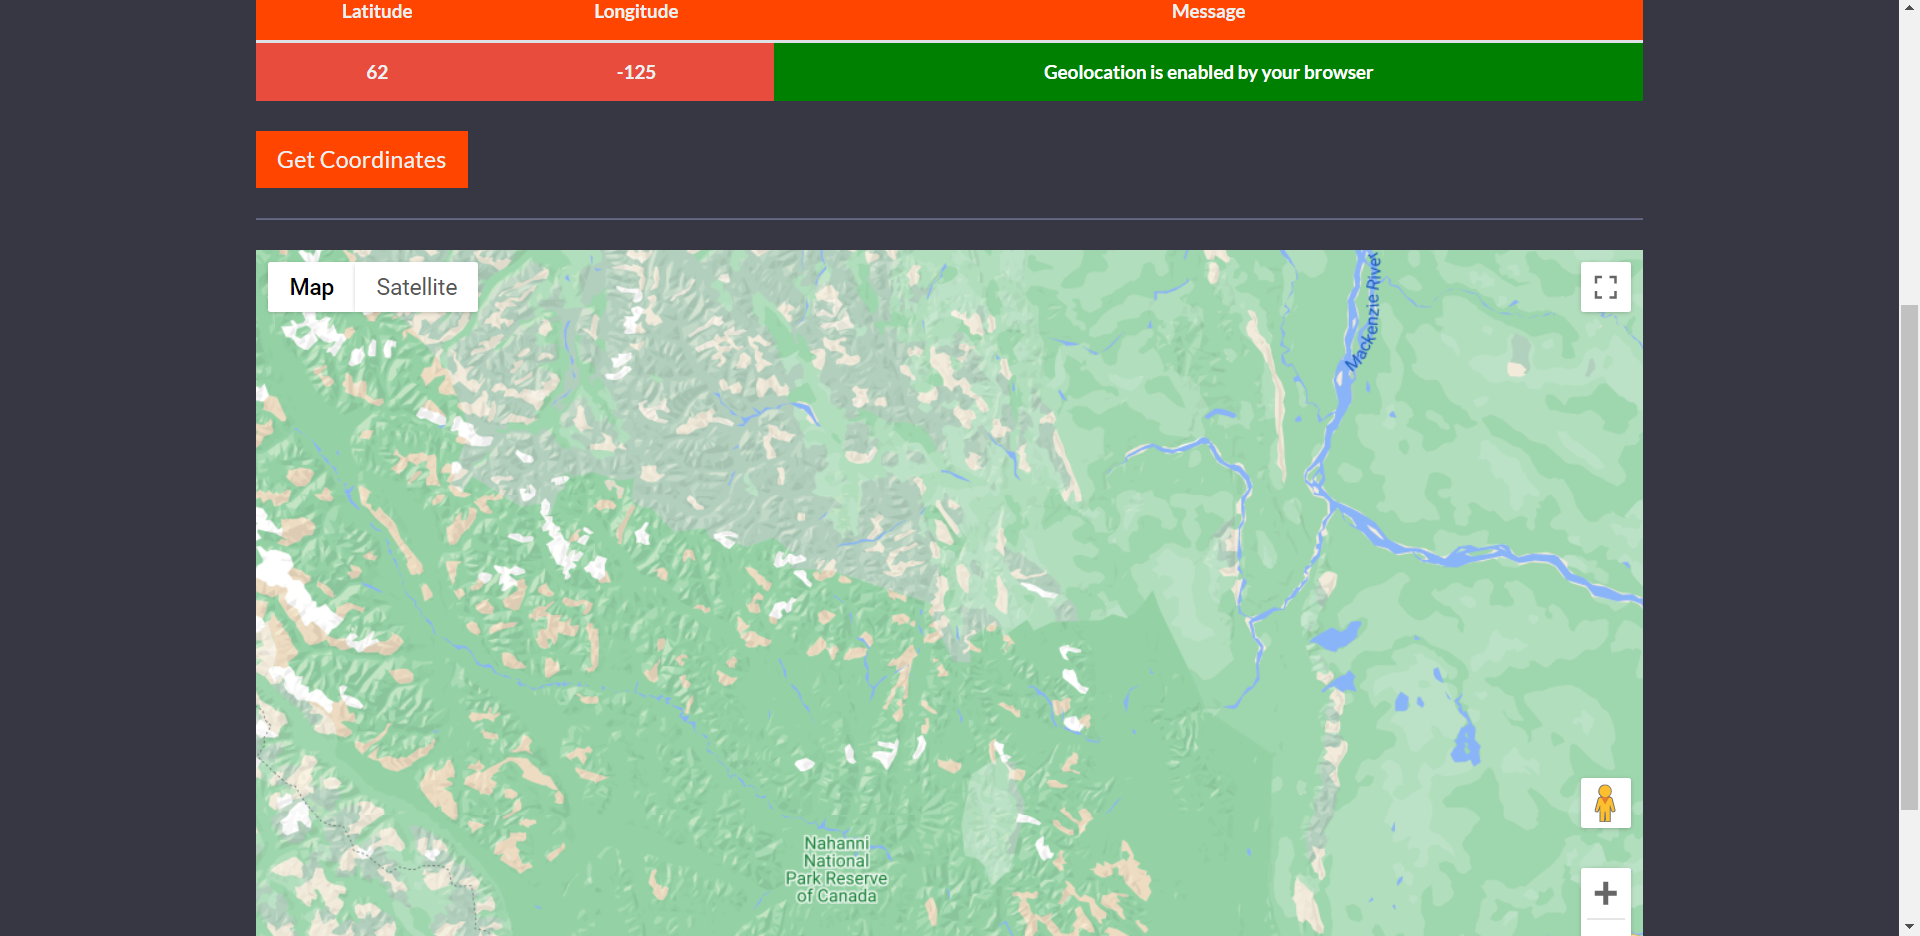 Latitude Longitude Message
62 -125 Geolocation is enabled by your browser
Get Coordinates
Map Satellite
Mackenzie River
Nahanni
National
Park Reserve
of Canada